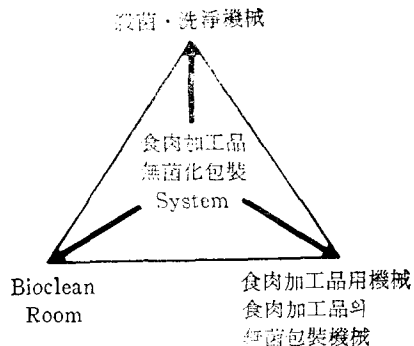 殺菌・洗淨機械
食肉加工品
無菌化包裝
System
Bioclean
Room
食肉加工品用機械
食肉加工品의
無菌包裝機械